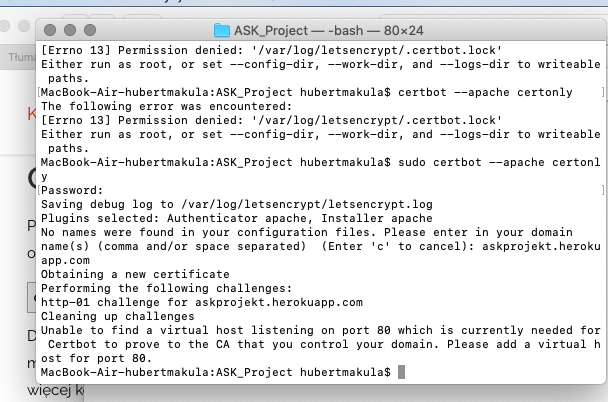 ASK_Project — -bash — 80×24
[Errno 13] Permission denied: '/var/log/letsencrypt/.certbot.lock'
Either run as root, or set --config-dir, --work-dir, and --logs-dir to writeable
 paths.
[MacBook-Air-hubertmakula:ASK_Project hubertmakula$ certbot --apache certonly ]
The following error was encountered:
[Errno 13] Permission denied: '/var/log/letsencrypt/.certbot.lock'
Either run as root, or set --config-dir, --work-dir, and --logs-dir to writeable
 paths.
MacBook-Air-hubertmakula:ASK_Project hubertmakula$ sudo certbot --apache certonl
y
[Password: ]
Saving debug log to /var/log/letsencrypt/letsencrypt.log
Plugins selected: Authenticator apache, Installer apache
No names were found in your configuration files. Please enter in your domain
name(s) (comma and/or space separated)  (Enter 'c' to cancel): askprojekt.heroku
app.com
Obtaining a new certificate
Performing the following challenges:
http-01 challenge for askprojekt.herokuapp.com
Cleaning up challenges
Unable to find a virtual host listening on port 80 which is currently needed for
 Certbot to prove to the CA that you control your domain. Please add a virtual h
ost for port 80.
MacBook-Air-hubertmakula:ASK_Project hubertmakula$
więcej k